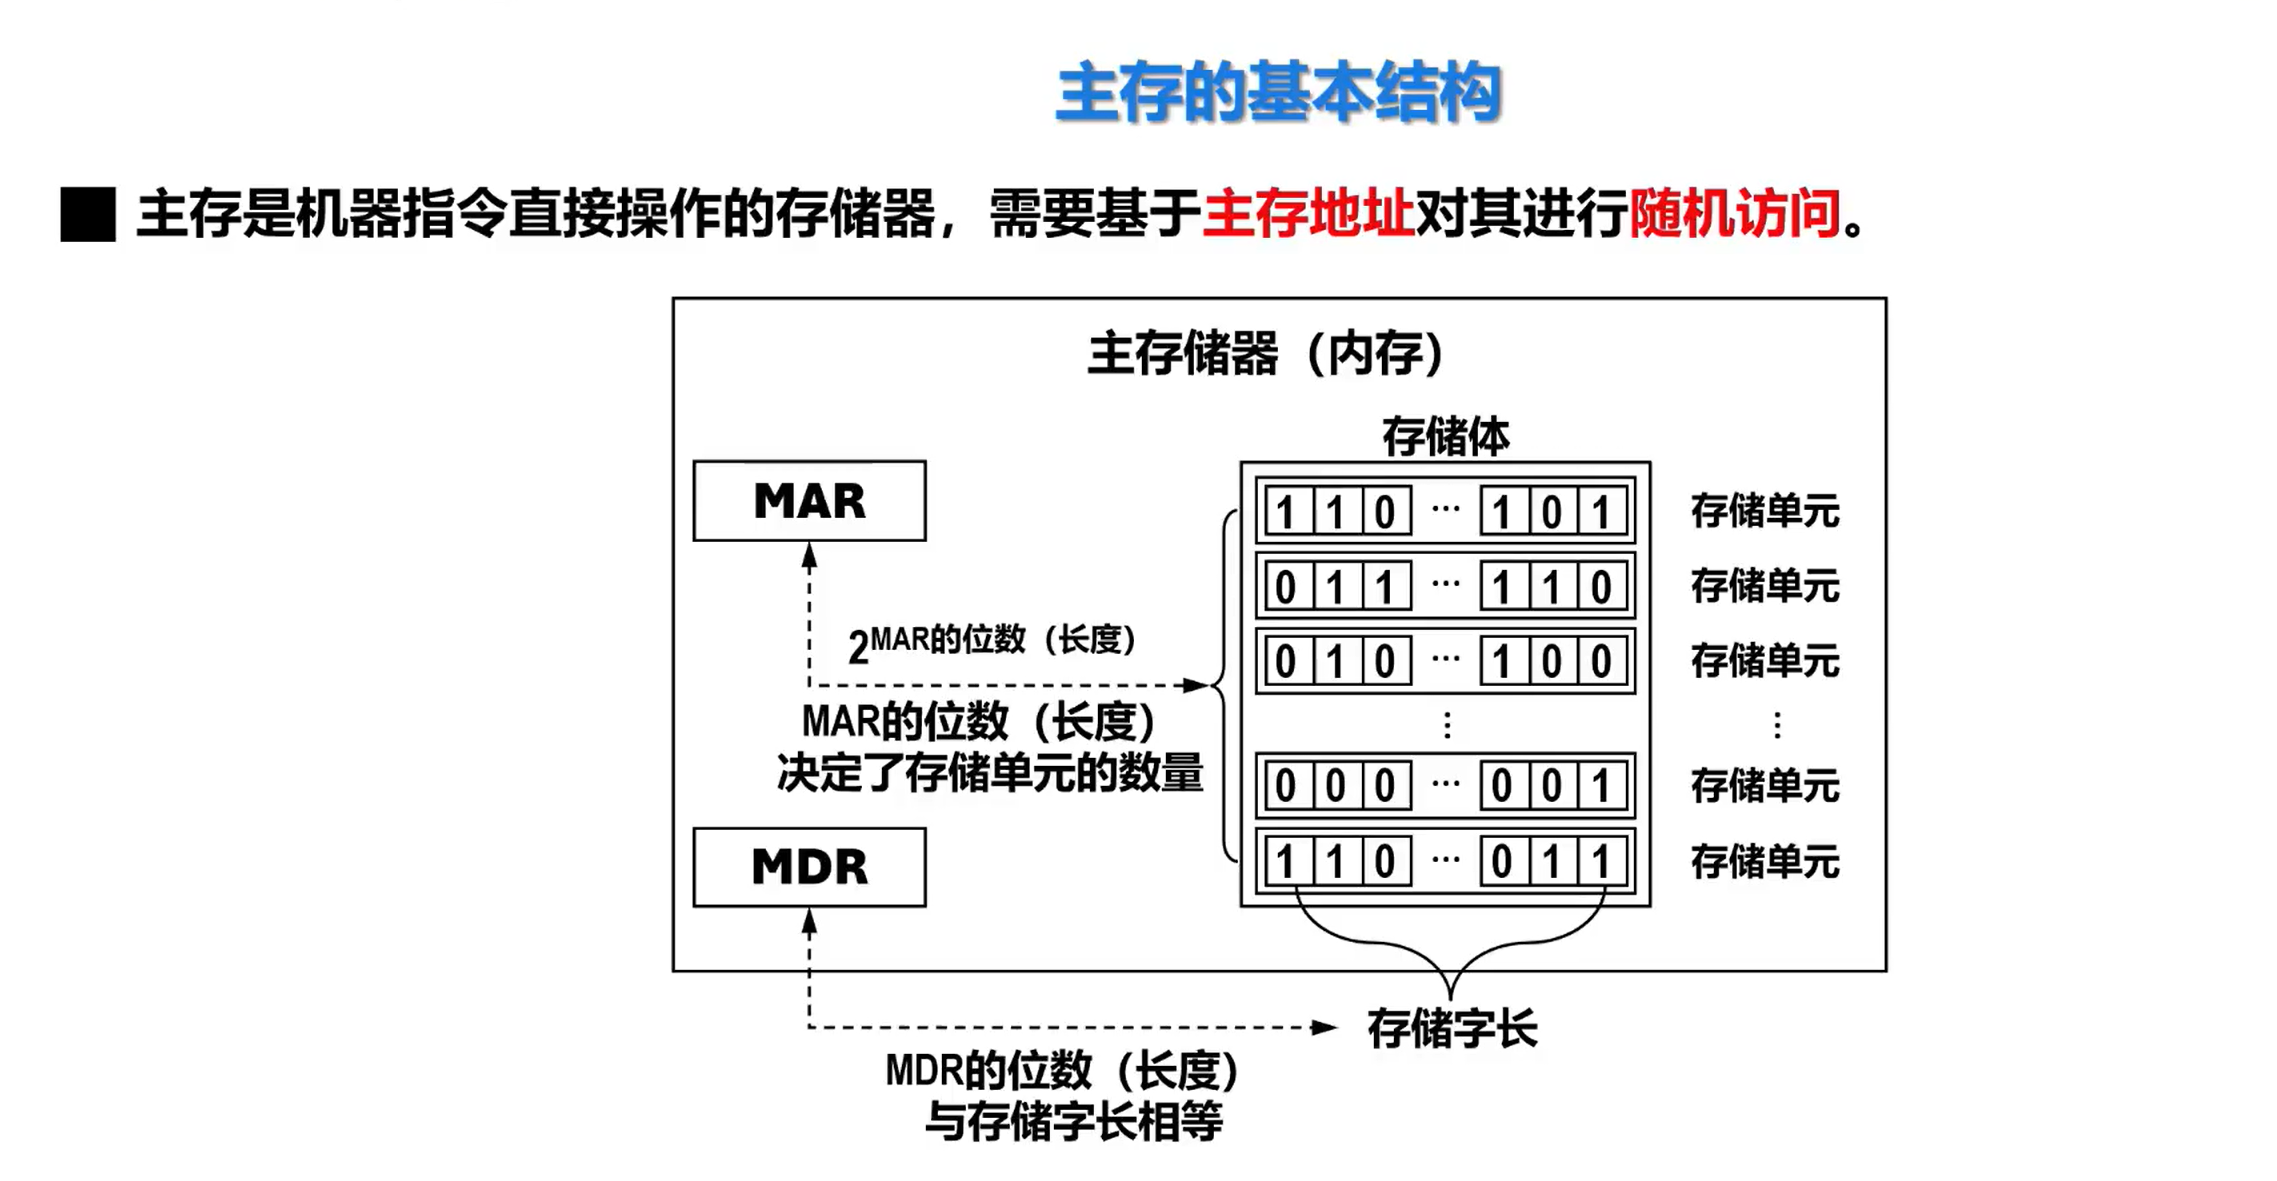 主存的基本结构
主存是机器指令直接操作的存储器，需要基于主存地址对其进行随机访问。
主存储器（内存）
存储体
MAR
1 1 0 ··· 1 0 1 存储单元
0 1 1 ··· 1 1 0 存储单元
2^MAR的位数（长度）
0 1 0 ··· 1 0 0 存储单元
MAR的位数（长度）
决定了存储单元的数量
⋮ ⋮
0 0 0 ··· 0 0 1 存储单元
MDR
1 1 0 ··· 0 1 1 存储单元
存储字长
MDR的位数（长度）
与存储字长相等